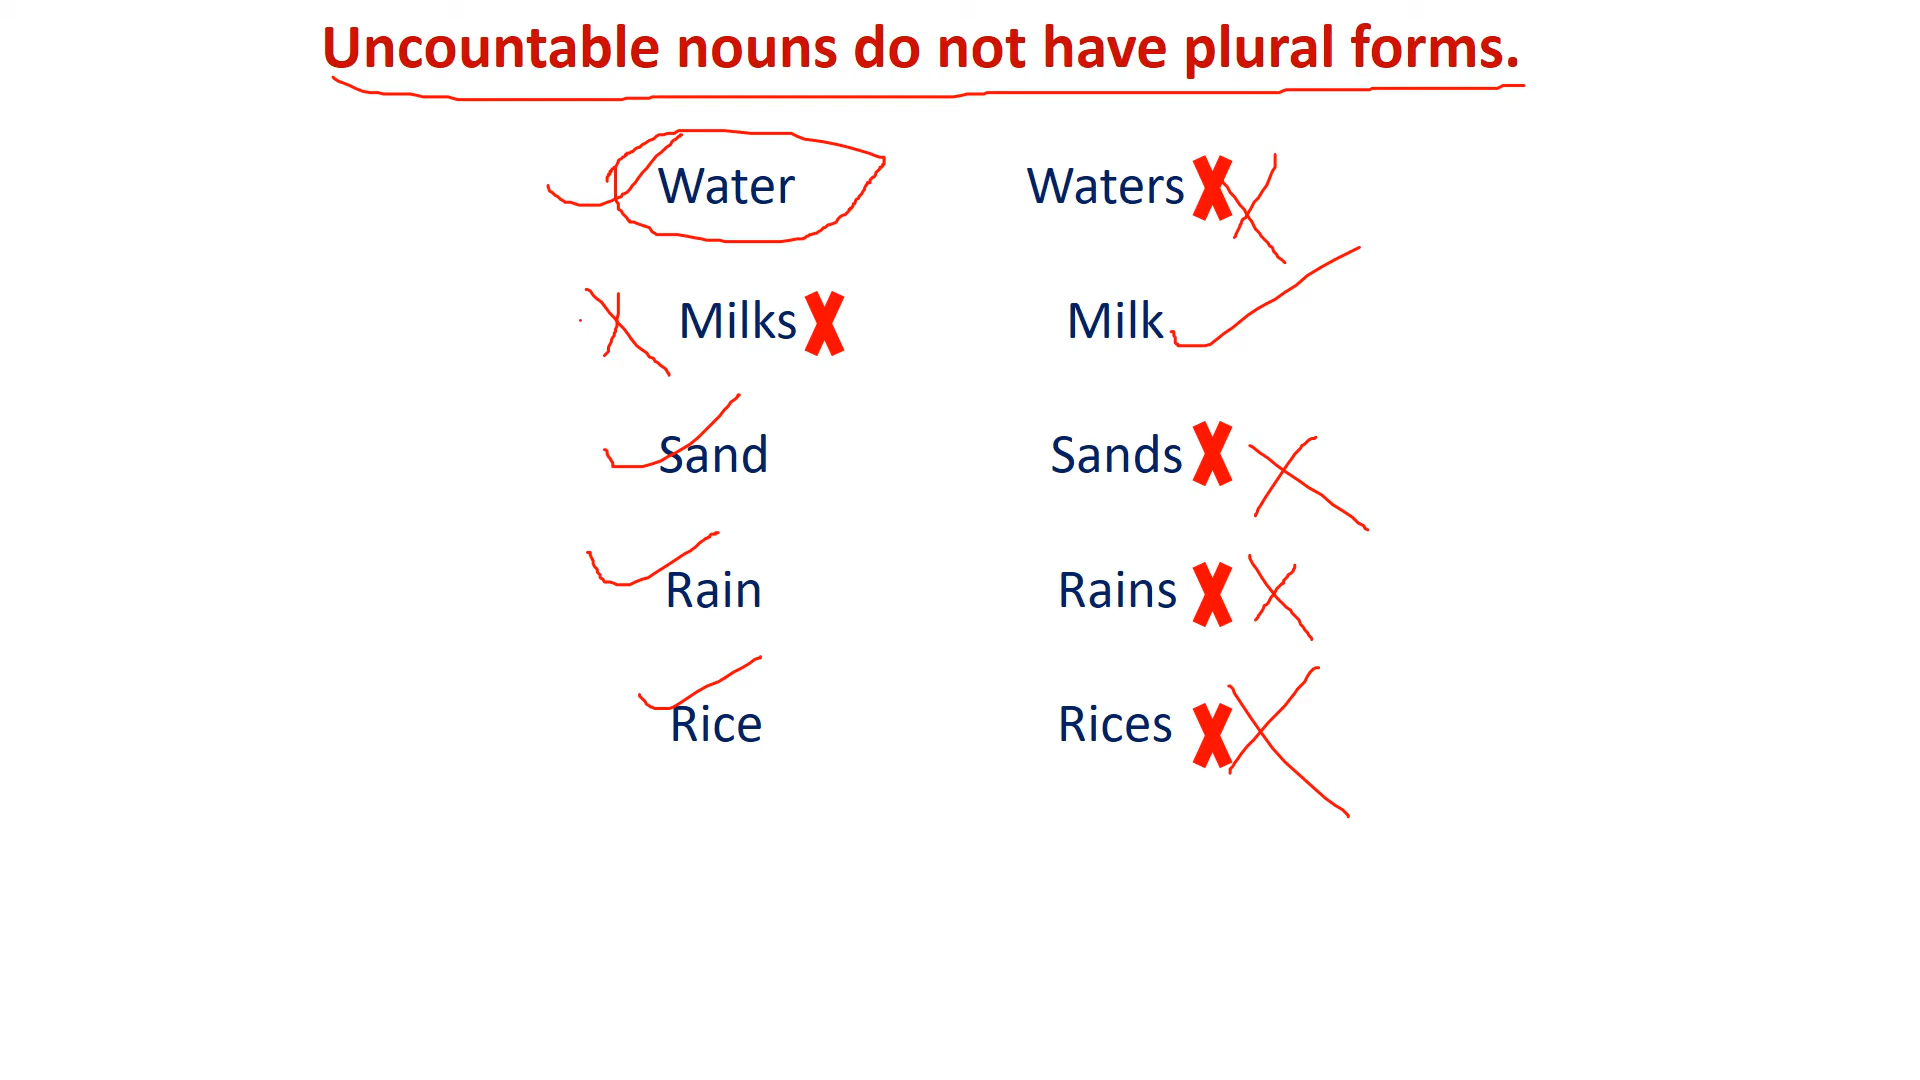 Uncountable nouns do not have plural forms.
Water Waters
Milks Milk
Sand Sands
Rain Rains
Rice Rices